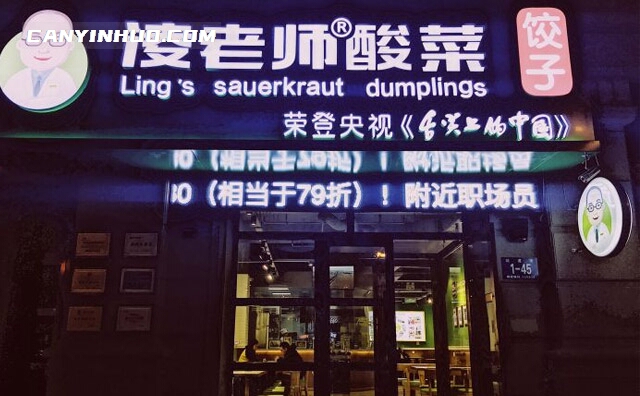 CANYINHUO.COM
凌老师®酸菜
饺子
Ling's sauerkraut dumplings
荣登央视《舌尖上的中国》
30（相当于79折）！附近职场员
1-45